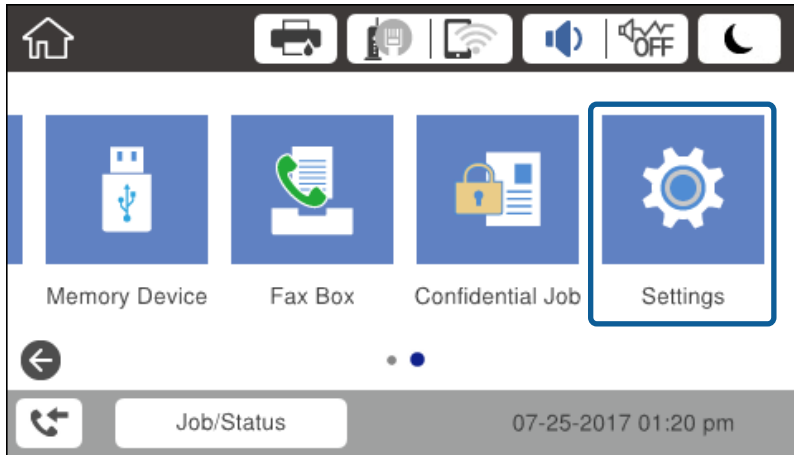 OFF
Memory Device
Fax Box
Confidential Job
Settings
Job/Status
07-25-2017 01:20 pm